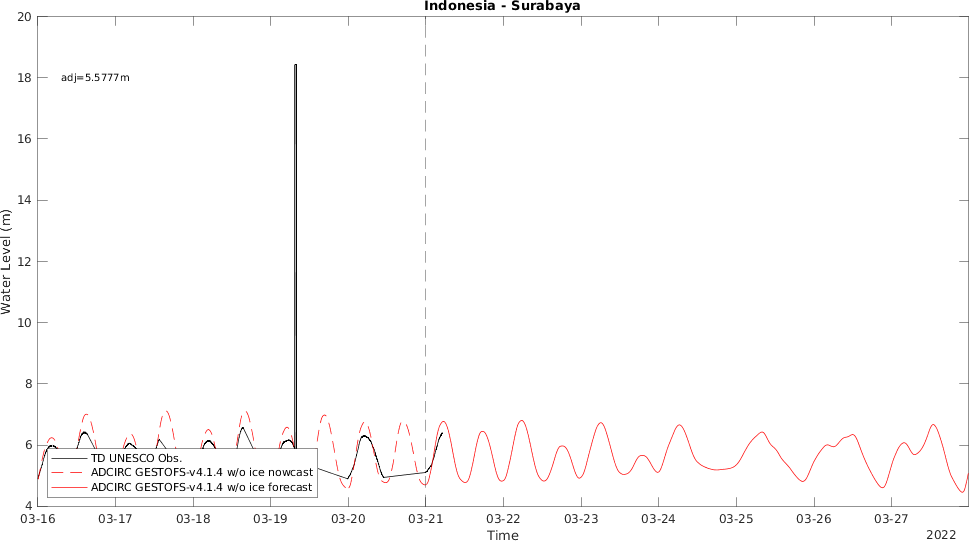 Indonesia - Surabaya
20
18
16
14
12
10
8
6
4
Water Level (m)
adj=5.5777m
TD UNESCO Obs.
ADCIRC GESTOFS-v4.1.4 w/o ice nowcast
ADCIRC GESTOFS-v4.1.4 w/o ice forecast
03-16 03-17 03-18 03-19 03-20 03-21 03-22 03-23 03-24 03-25 03-26 03-27
Time
2022